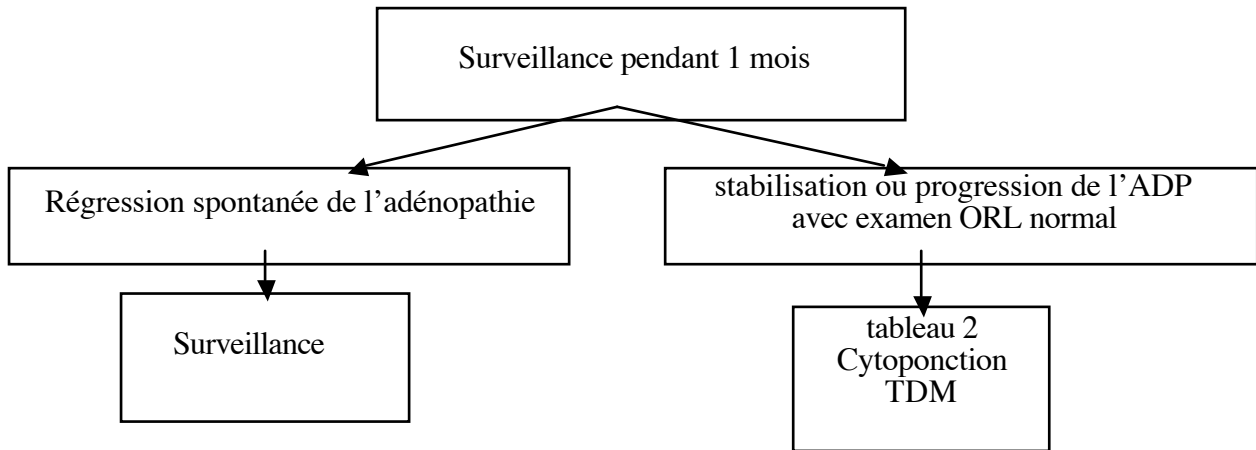 Surveillance pendant 1 mois
Régression spontanée de l’adénopathie
stabilisation ou progression de l’ADP
avec examen ORL normal
Surveillance
tableau 2
Cytoponction
TDM